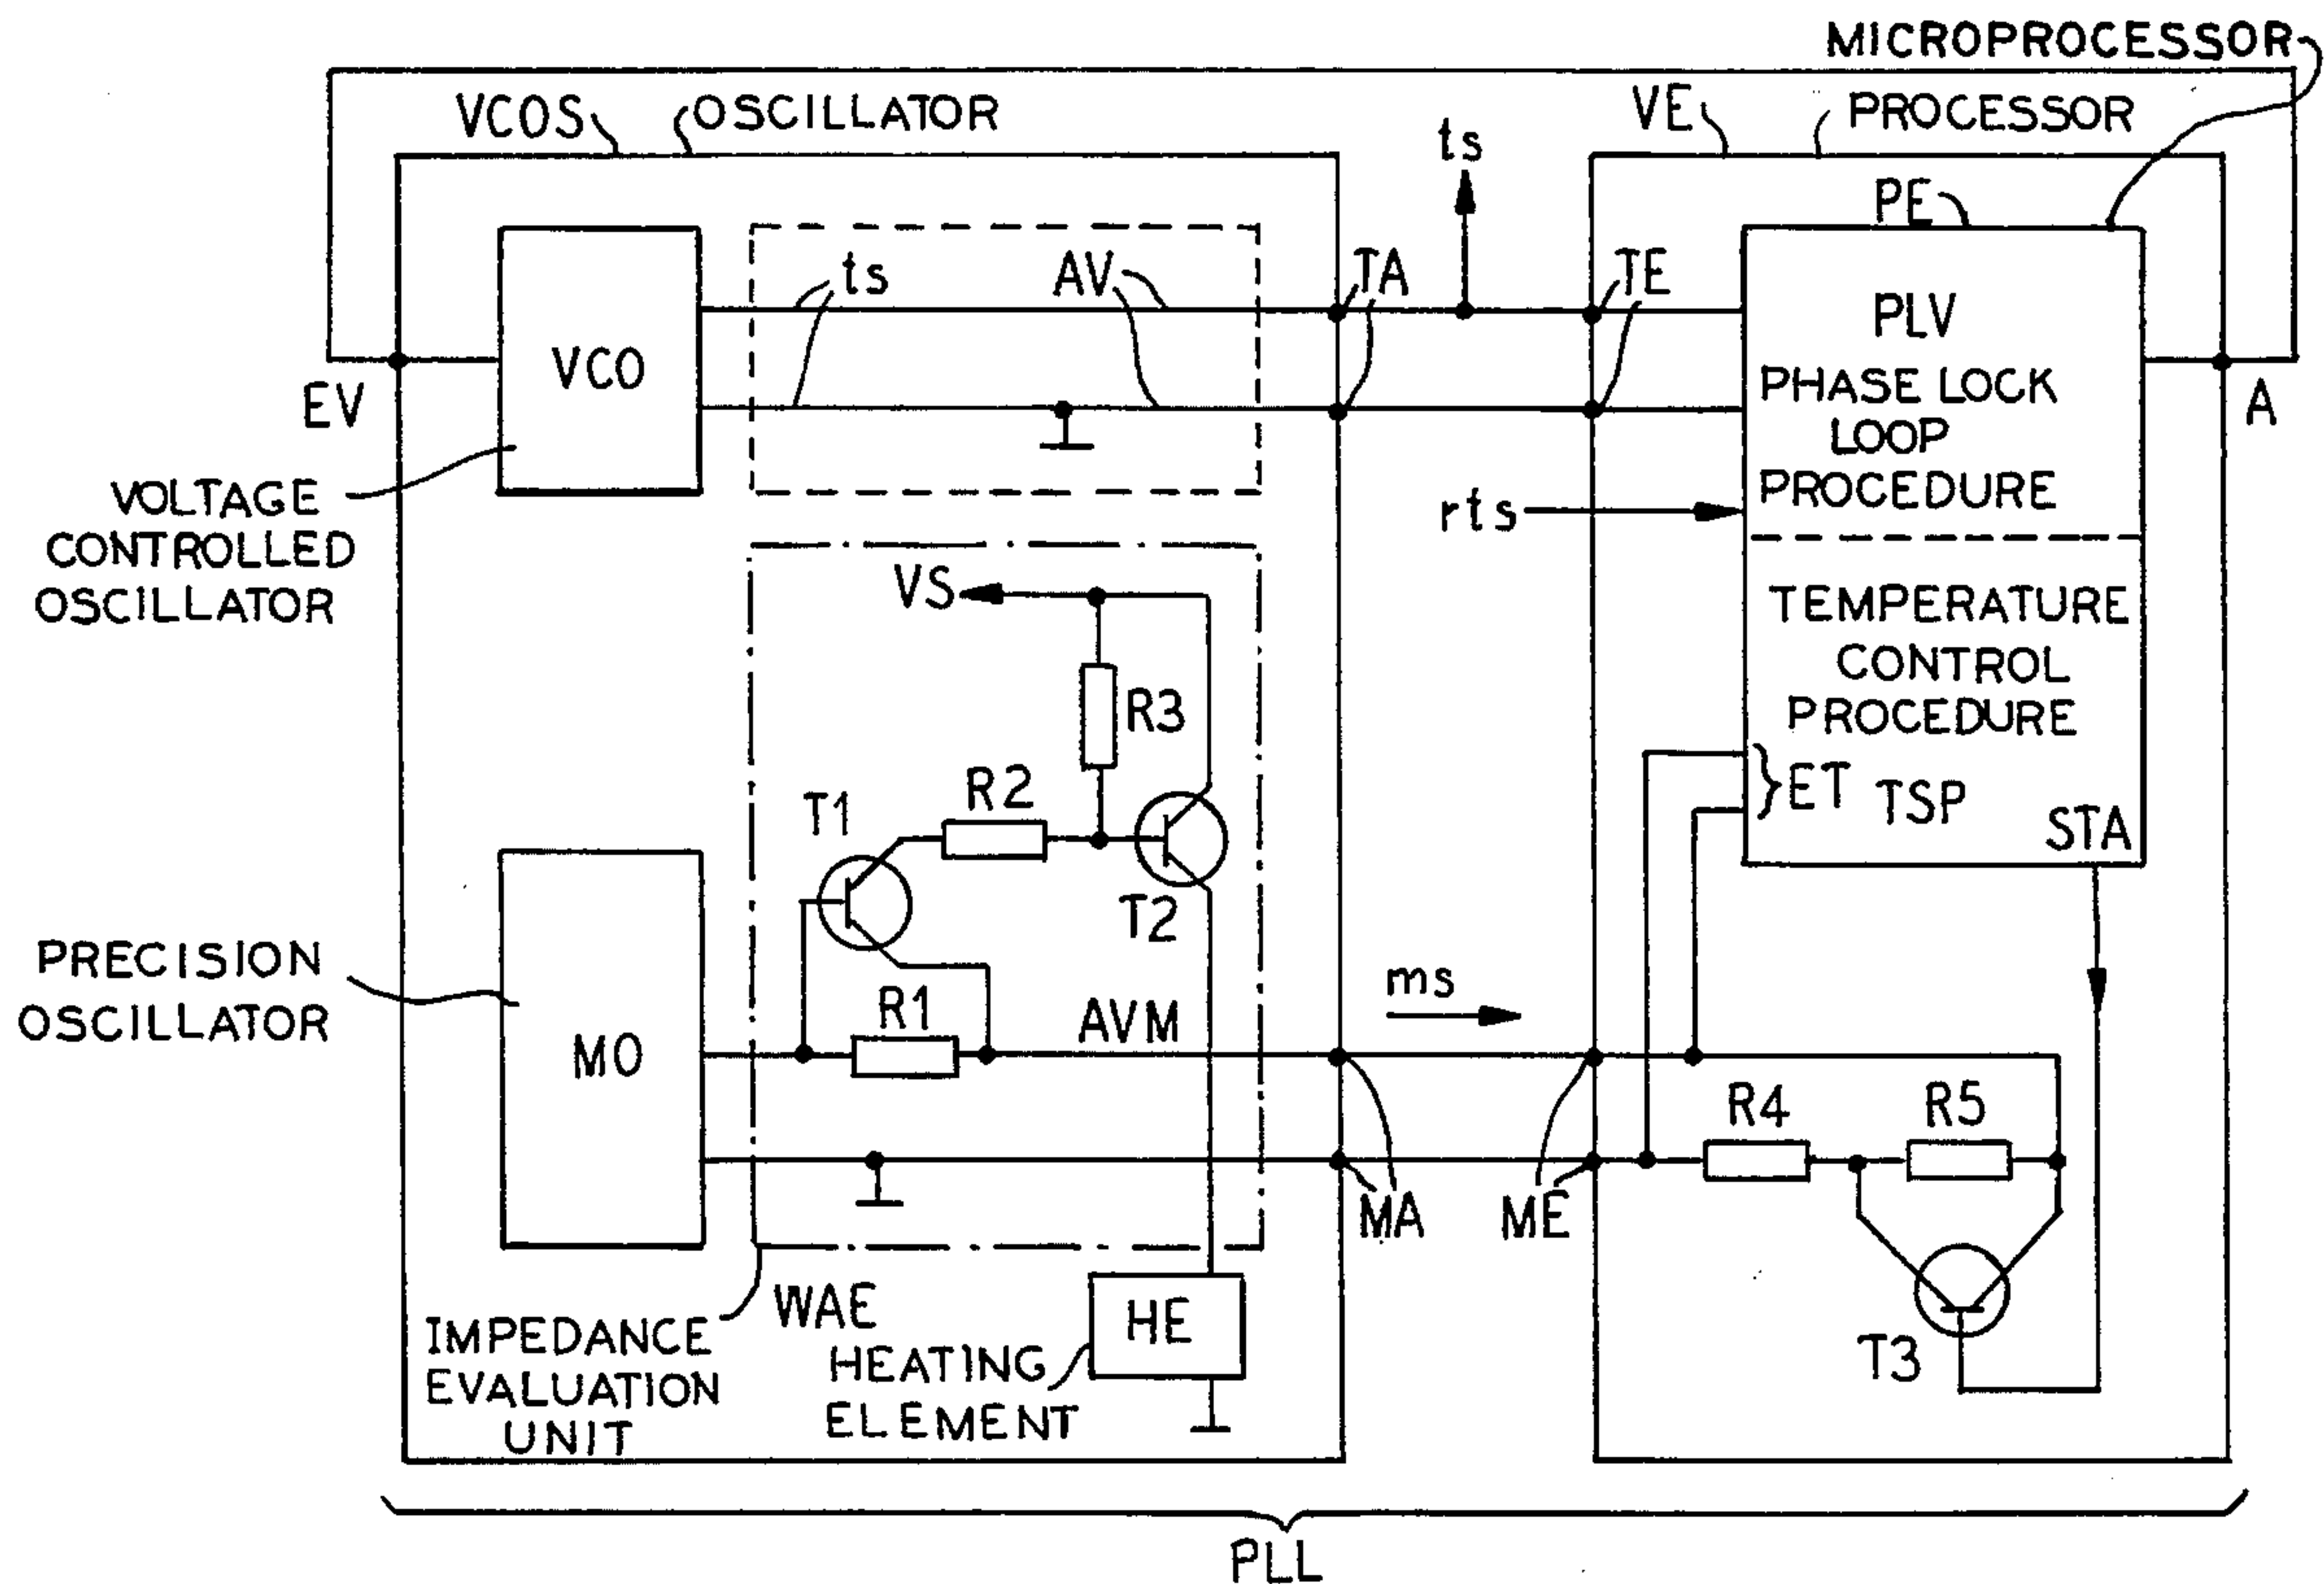 MICROPROCESSOR
VCOS
OSCILLATOR
VE
PROCESSOR
ts
PE
ts
AV
TA
TE
PLV
VCO
PHASE LOCK
LOOP
PROCEDURE
EV
A
VOLTAGE
CONTROLLED
OSCILLATOR
rts
VS
TEMPERATURE
CONTROL
PROCEDURE
R3
R2
T1
ET
TSP
STA
T2
PRECISION
OSCILLATOR
MO
R1
AVM
ms
R4
R5
MA
ME
WAE
IMPEDANCE
EVALUATION
UNIT
HE
HEATING
ELEMENT
T3
PLL